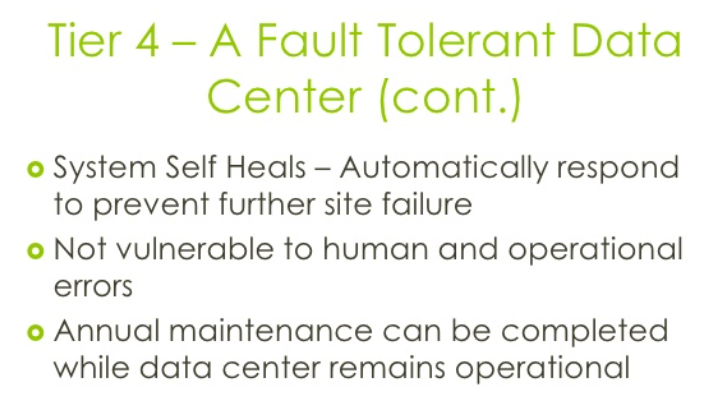 Tier 4 – A Fault Tolerant Data
Center (cont.)
System Self Heals – Automatically respond
to prevent further site failure
Not vulnerable to human and operational
errors
Annual maintenance can be completed
while data center remains operational